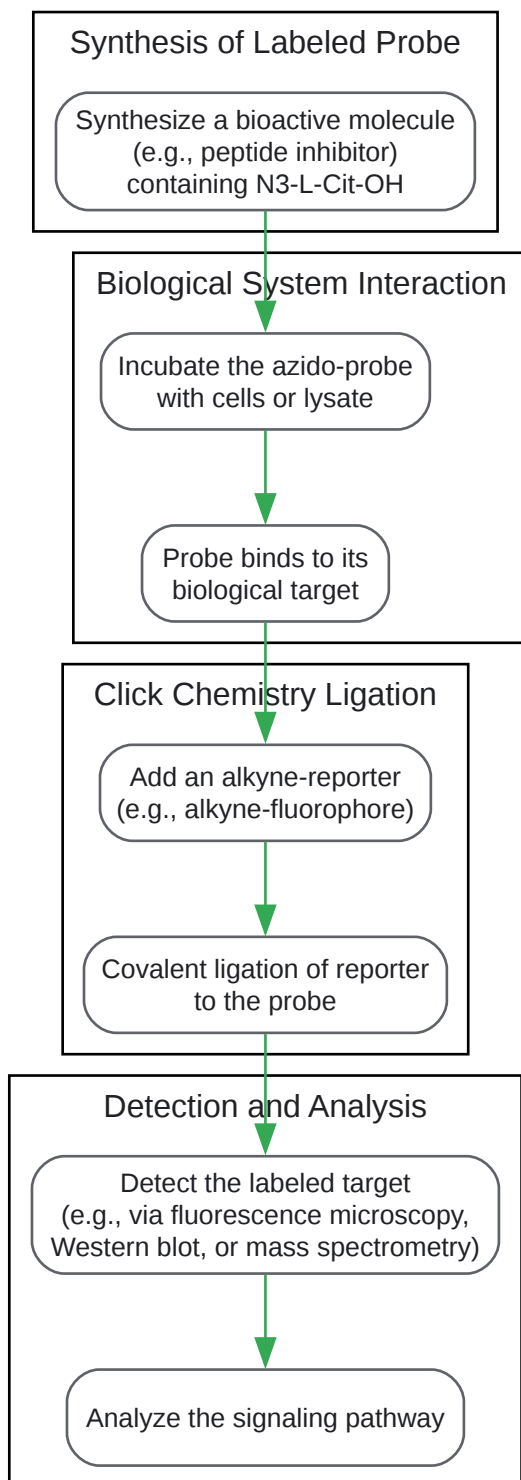 Synthesis of Labeled Probe
Synthesize a bioactive molecule
(e.g., peptide inhibitor)
containing N3-L-Cit-OH
Biological System Interaction
Incubate the azido-probe
with cells or lysate
Probe binds to its
biological target
Click Chemistry Ligation
Add an alkyne-reporter
(e.g., alkyne-fluorophore)
Covalent ligation of reporter
to the probe
Detection and Analysis
Detect the labeled target
(e.g., via fluorescence microscopy,
Western blot, or mass spectrometry)
Analyze the signaling pathway